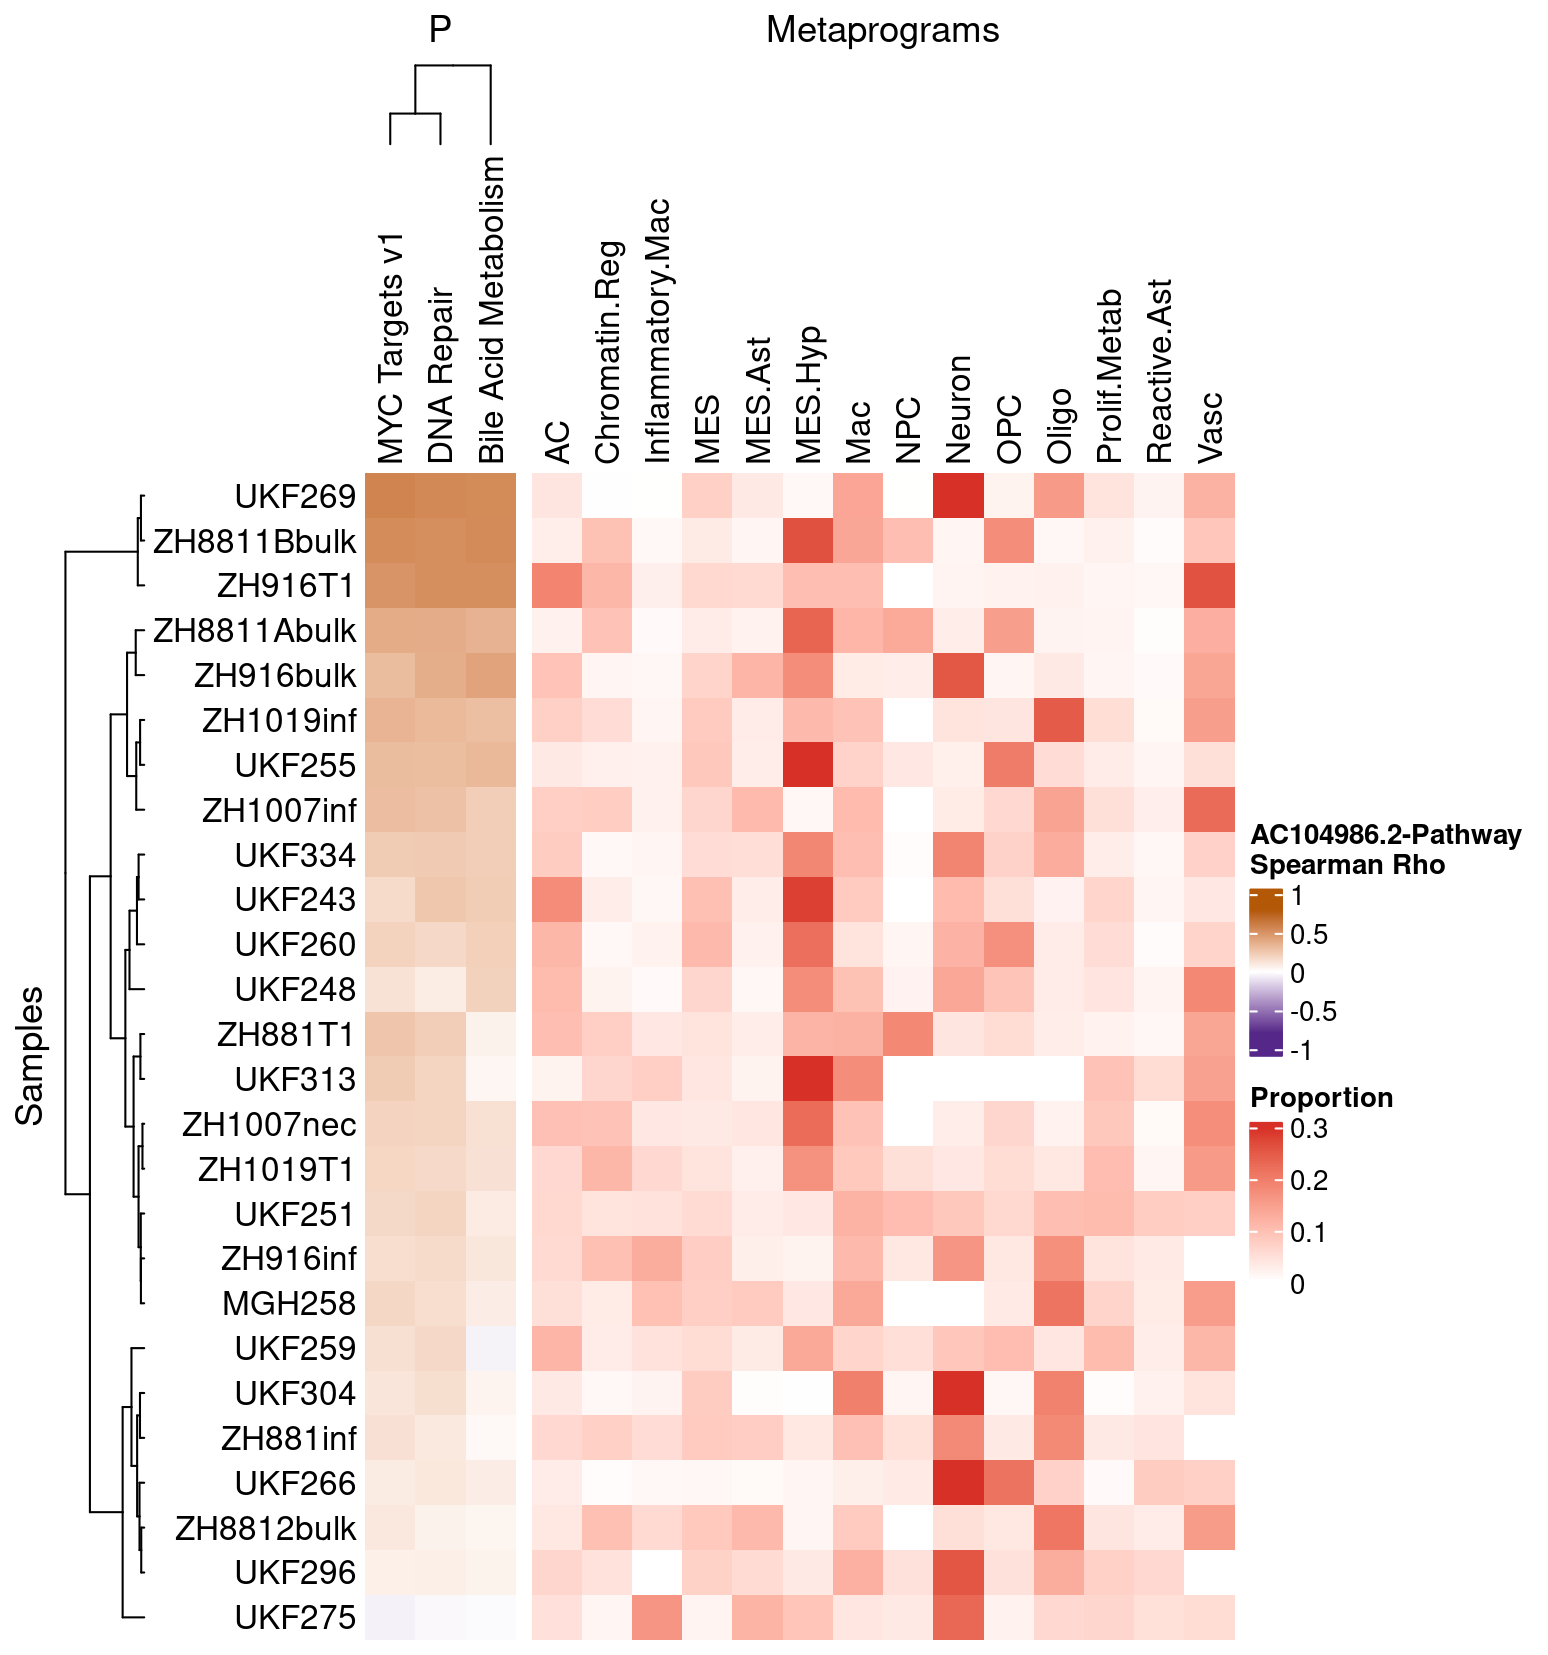 P
Metaprograms
MYC Targets v1
DNA Repair
Bile Acid Metabolism
AC
Chromatin.Reg
Inflammatory.Mac
MES
MES.Ast
MES.Hyp
Mac
NPC
Neuron
OPC
Oligo
Prolif.Metab
Reactive.Ast
Vasc
Samples
UKF269
ZH8811Bbulk
ZH916T1
ZH8811Abulk
ZH916bulk
ZH1019inf
UKF255
ZH1007inf
UKF334
UKF243
UKF260
UKF248
ZH881T1
UKF313
ZH1007nec
ZH1019T1
UKF251
ZH916inf
MGH258
UKF259
UKF304
ZH881inf
UKF266
ZH8812bulk
UKF296
UKF275
AC104986.2-Pathway
Spearman Rho
1
0.5
0
-0.5
-1
Proportion
0.3
0.2
0.1
0